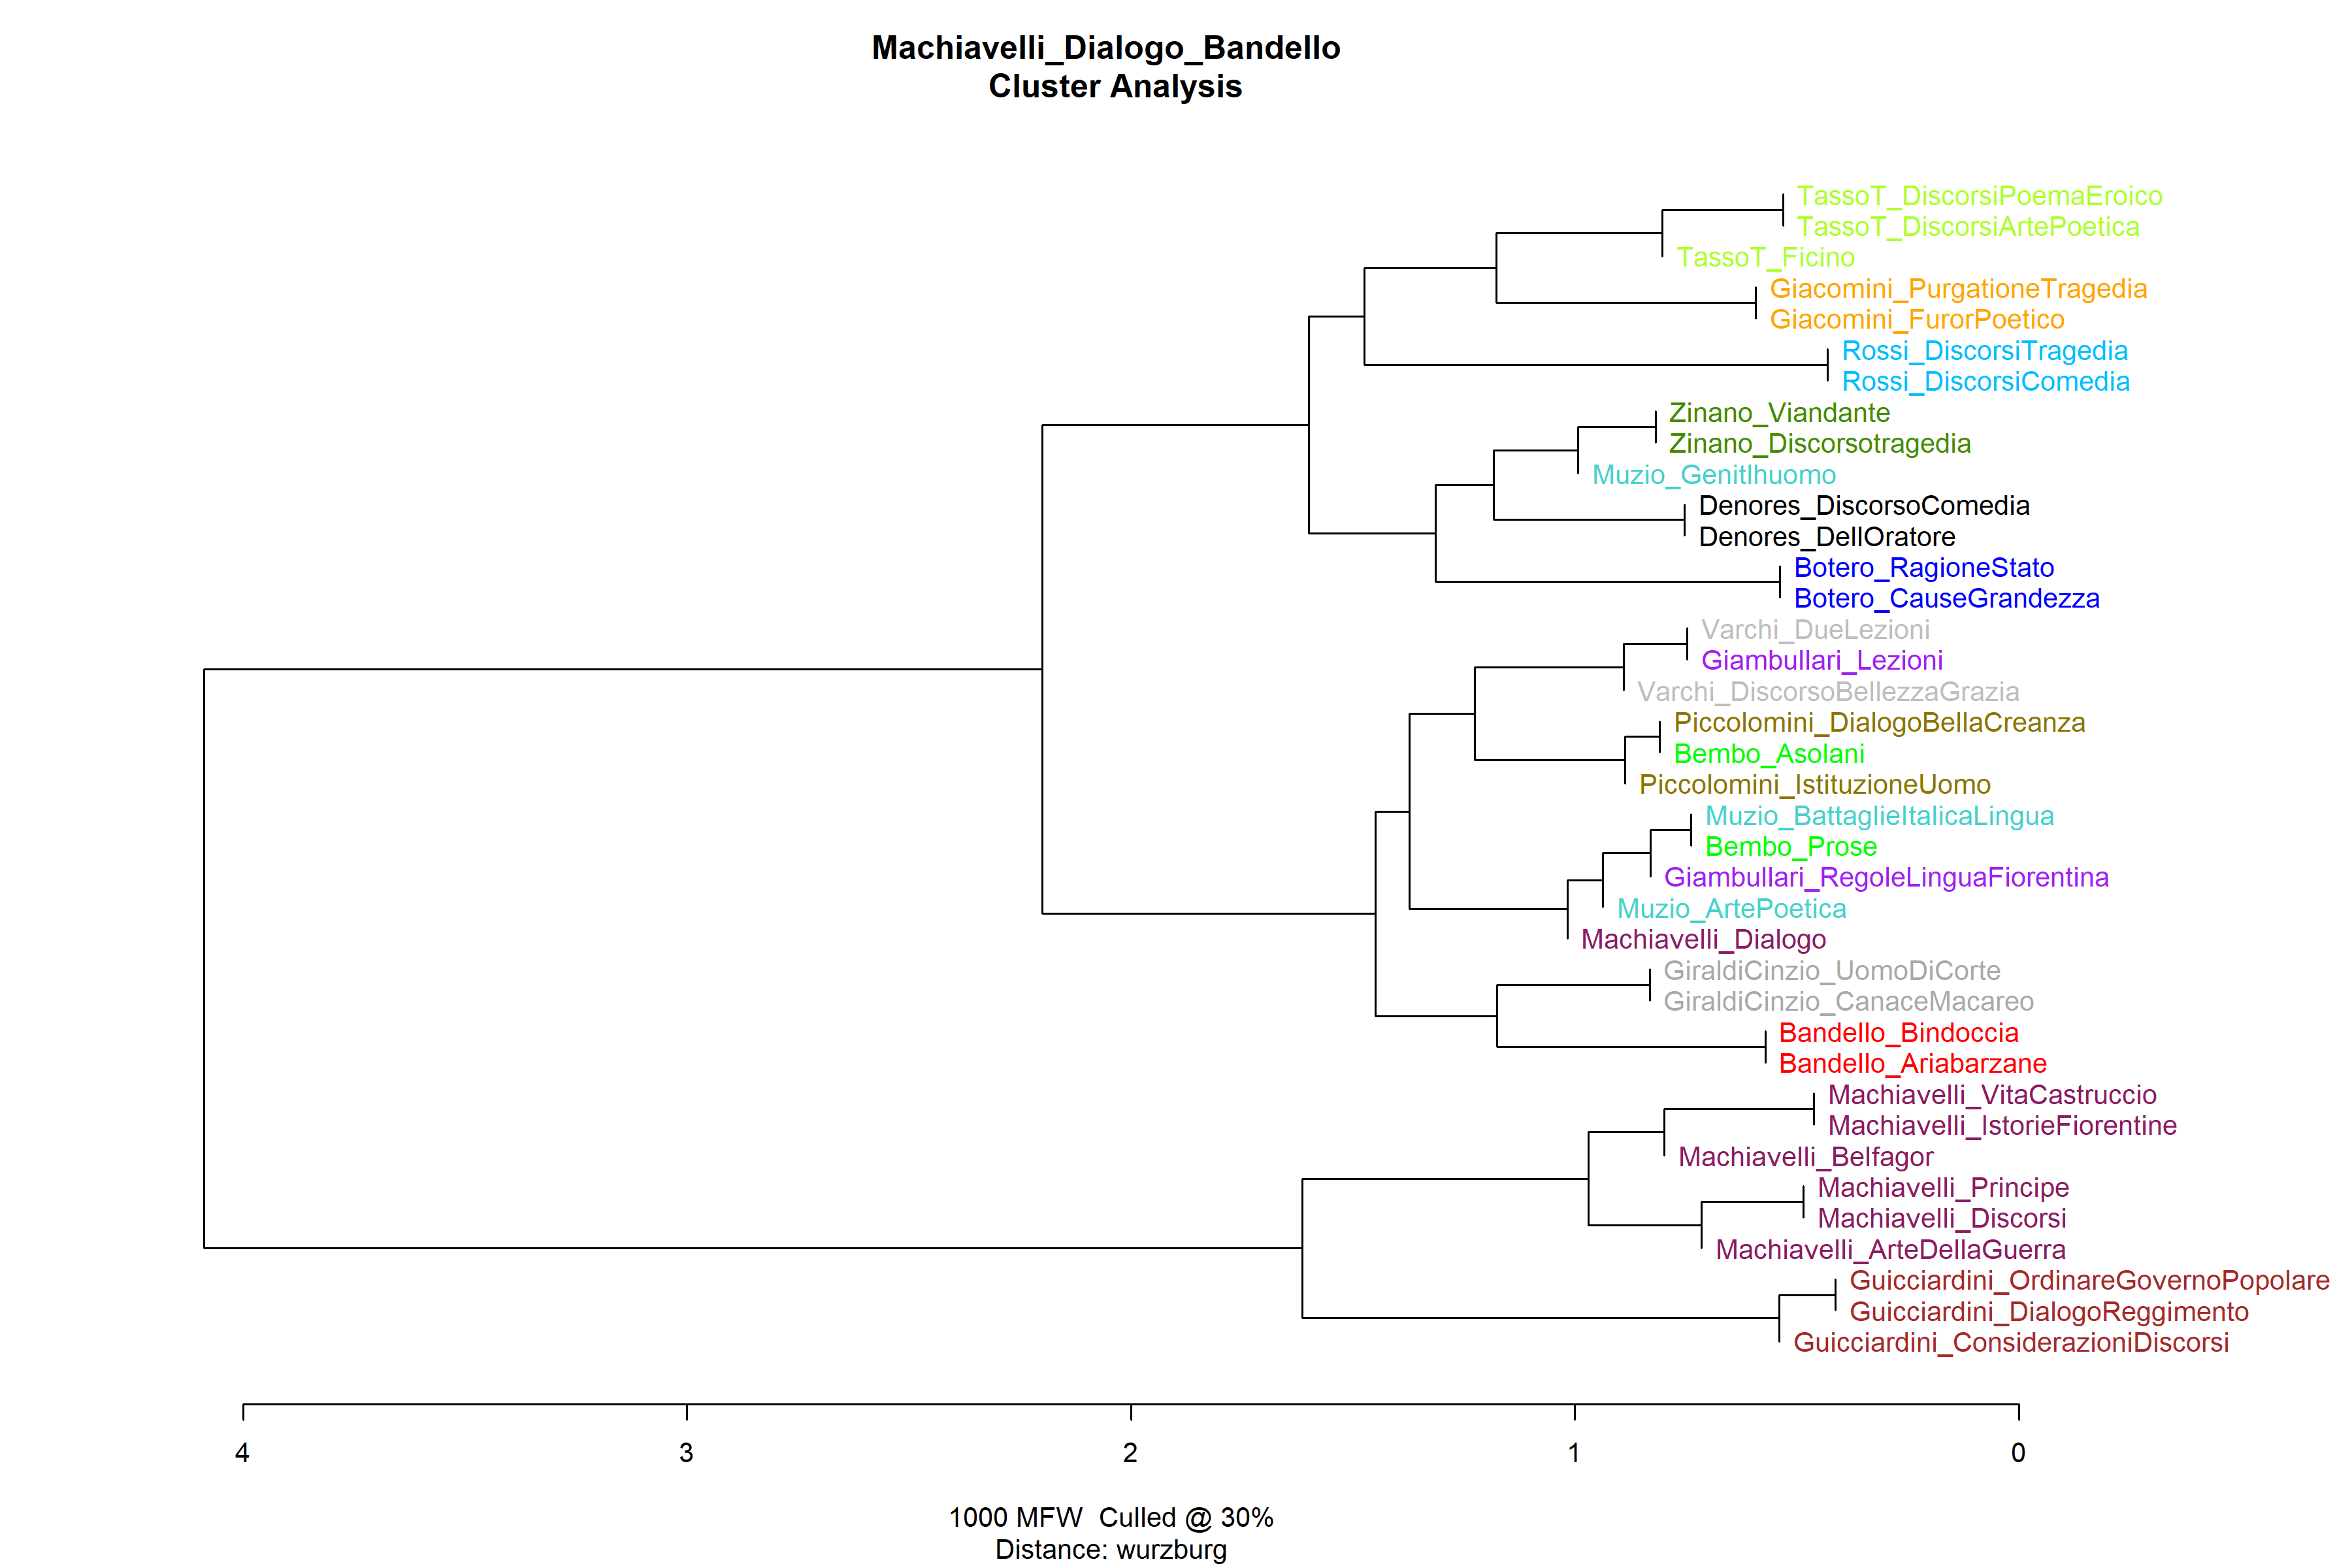 Machiavelli_Dialogo_Bandello
Cluster Analysis
TassoT_DiscorsiPoemaEroico
TassoT_DiscorsiArtePoetica
TassoT_Ficino
Giacomini_PurgationeTragedia
Giacomini_FurorPoetico
Rossi_DiscorsiTragedia
Rossi_DiscorsiComedia
Zinano_Viandante
Zinano_Discorsotragedia
Muzio_Genitlhuomo
Denores_DiscorsoComedia
Denores_DellOratore
Botero_RagioneStato
Botero_CauseGrandezza
Varchi_DueLezioni
Giambullari_Lezioni
Varchi_DiscorsoBellezzaGrazia
Piccolomini_DialogoBellaCreanza
Bembo_Asolani
Piccolomini_IstituzioneUomo
Muzio_BattaglieItalicaLingua
Bembo_Prose
Giambullari_RegoleLinguaFiorentina
Muzio_ArtePoetica
Machiavelli_Dialogo
GiraldiCinzio_UomoDiCorte
GiraldiCinzio_CanaceMacareo
Bandello_Bindoccia
Bandello_Ariabarzane
Machiavelli_VitaCastruccio
Machiavelli_IstorieFiorentine
Machiavelli_Belfagor
Machiavelli_Principe
Machiavelli_Discorsi
Machiavelli_ArteDellaGuerra
Guicciardini_OrdinareGovernoPopolare
Guicciardini_DialogoReggimento
Guicciardini_ConsiderazioniDiscorsi
4 3 2 1 0
1000 MFW  Culled @ 30%
Distance: wurzburg